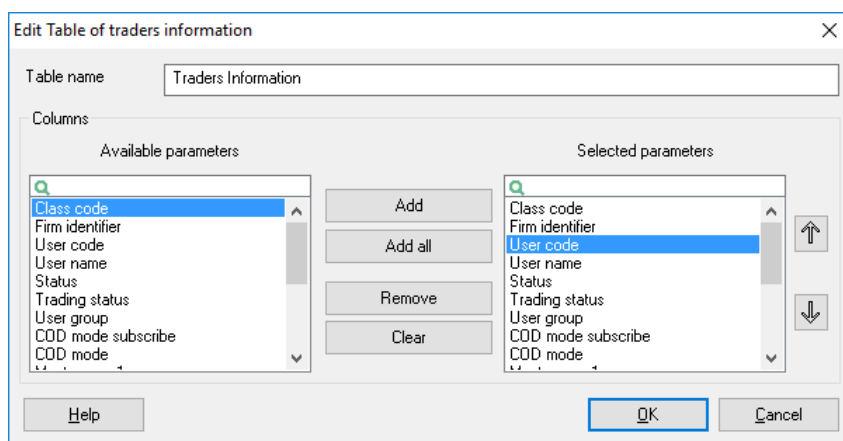 Edit Table of traders information
Table name
Traders Information
Columns
Available parameters
Class code
Firm identifier
User code
User name
Status
Trading status
User group
COD mode subscribe
COD mode
Add
Add all
Remove
Clear
Selected parameters
Class code
Firm identifier
User code
User name
Status
Trading status
User group
COD mode subscribe
COD mode
Help
OK
Cancel